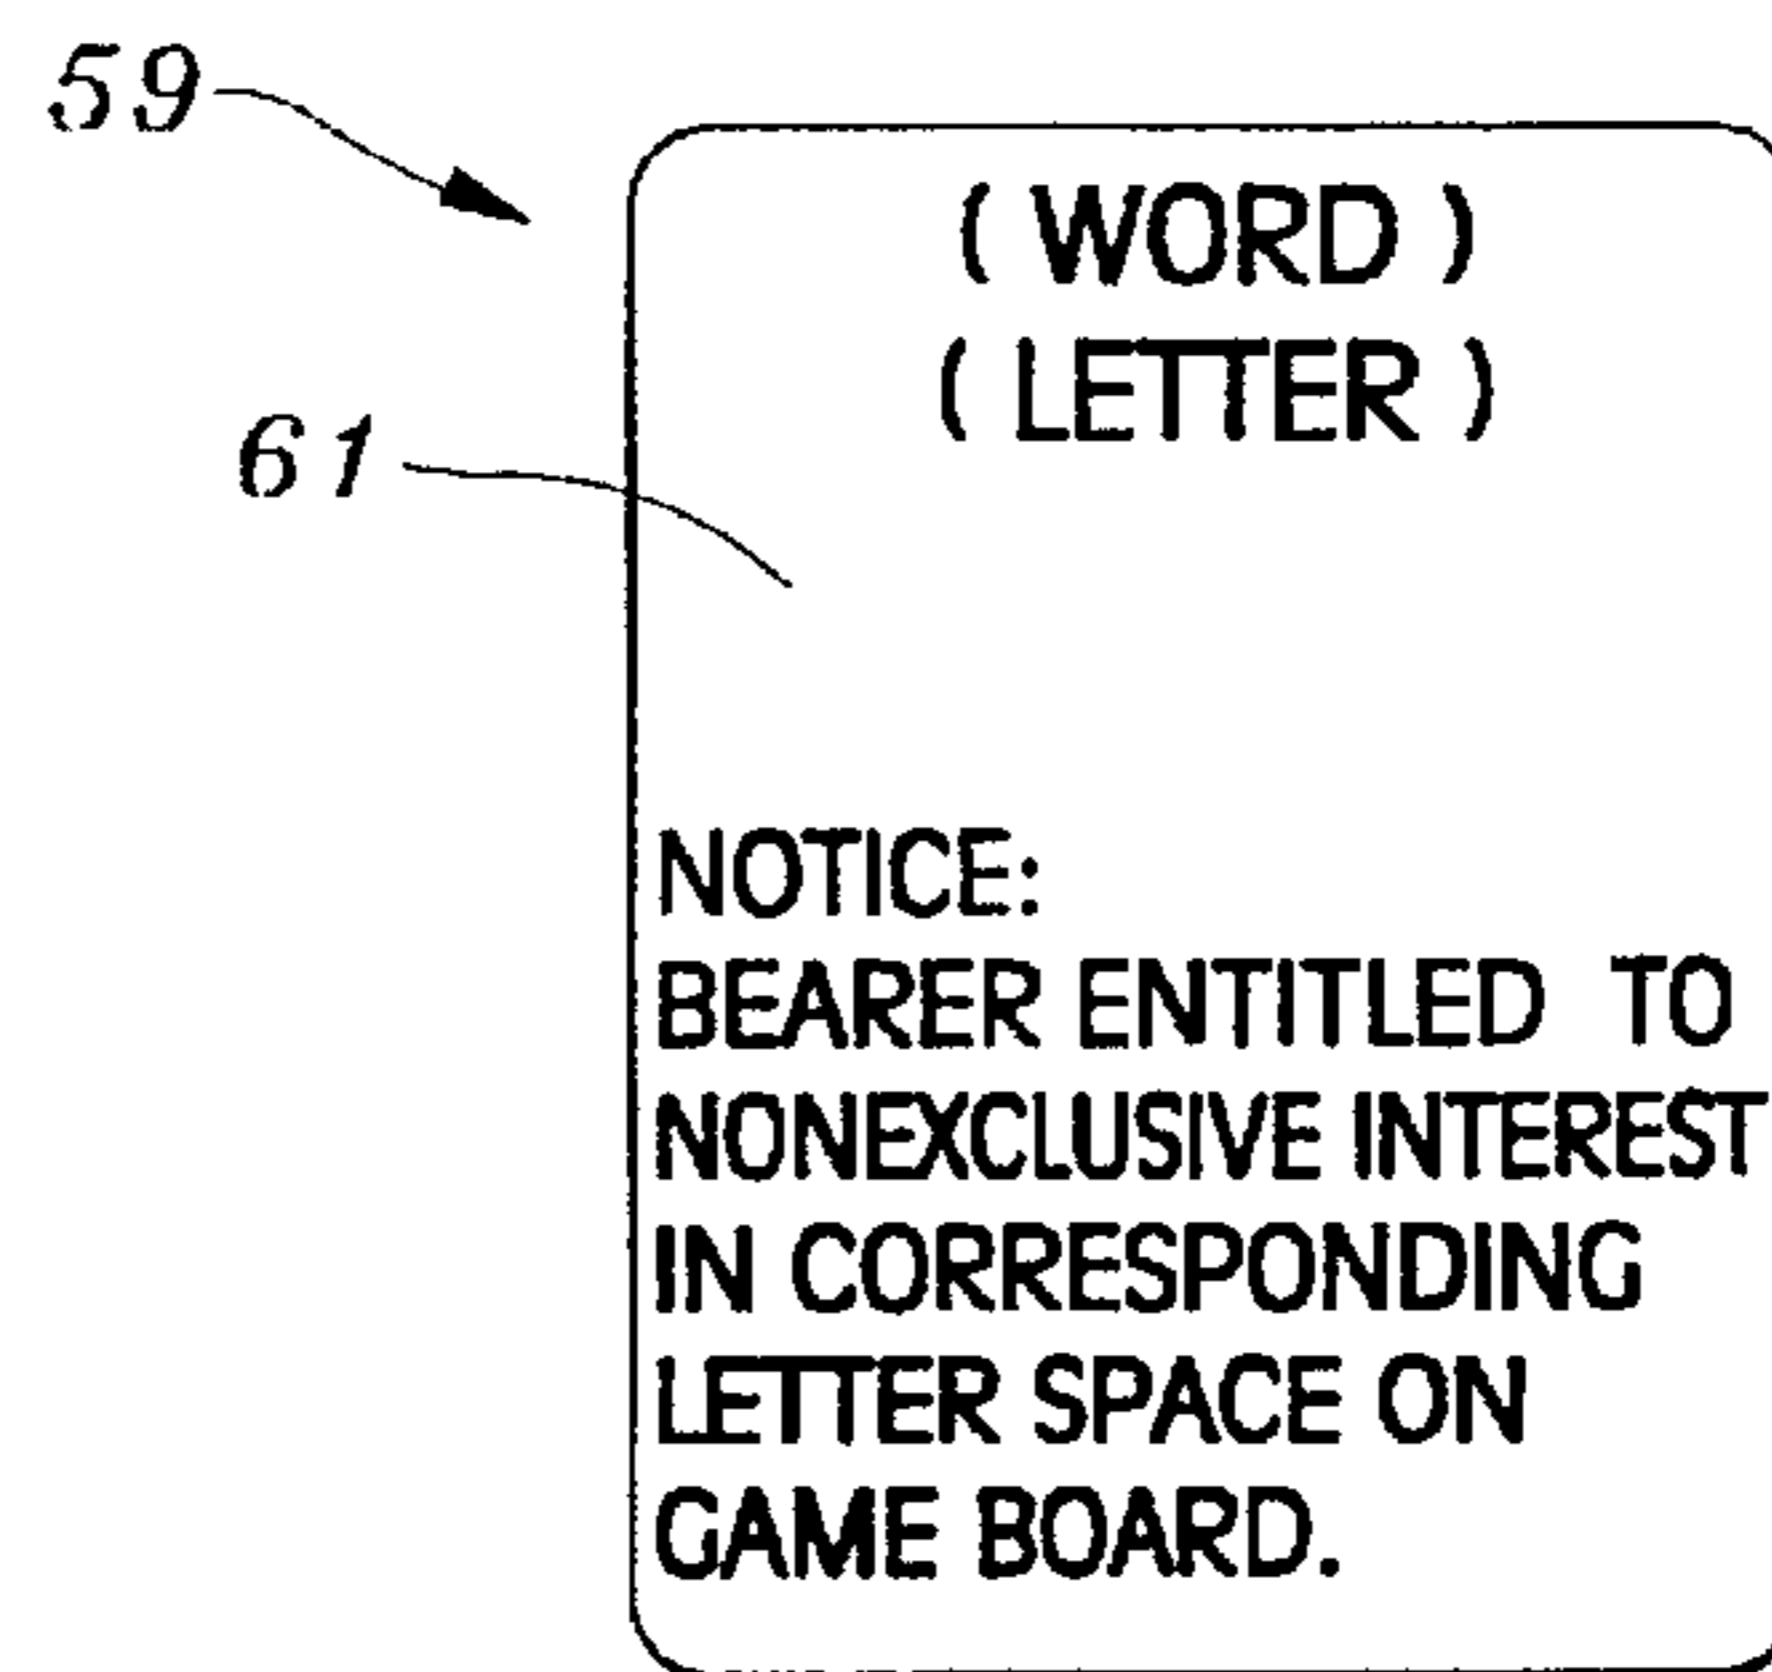 59
( WORD )
( LETTER )
61
NOTICE:
BEARER ENTITLED TO
NONEXCLUSIVE INTEREST
IN CORRESPONDING
LETTER SPACE ON
GAME BOARD.